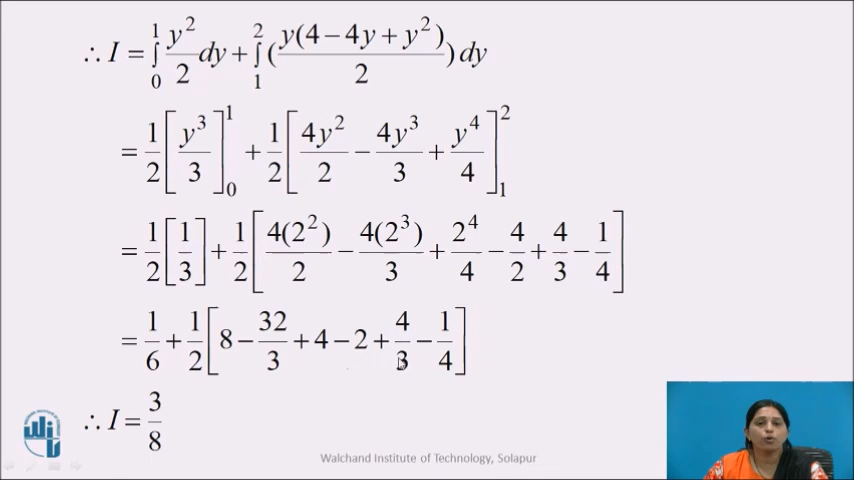 ∴ I = ∫₀¹ y²/2 dy + ∫₁² (y(4 − 4y + y²)/2) dy
= 1/2 [y³/3]₀¹ + 1/2 [4y²/2 − 4y³/3 + y⁴/4]₁²
= 1/2 [1/3] + 1/2 [4(2²)/2 − 4(2³)/3 + 2⁴/4 − 4/2 + 4/3 − 1/4]
= 1/6 + 1/2 [8 − 32/3 + 4 − 2 + 4/3 − 1/4]
∴ I = 3/8
Walchand Institute of Technology, Solapur